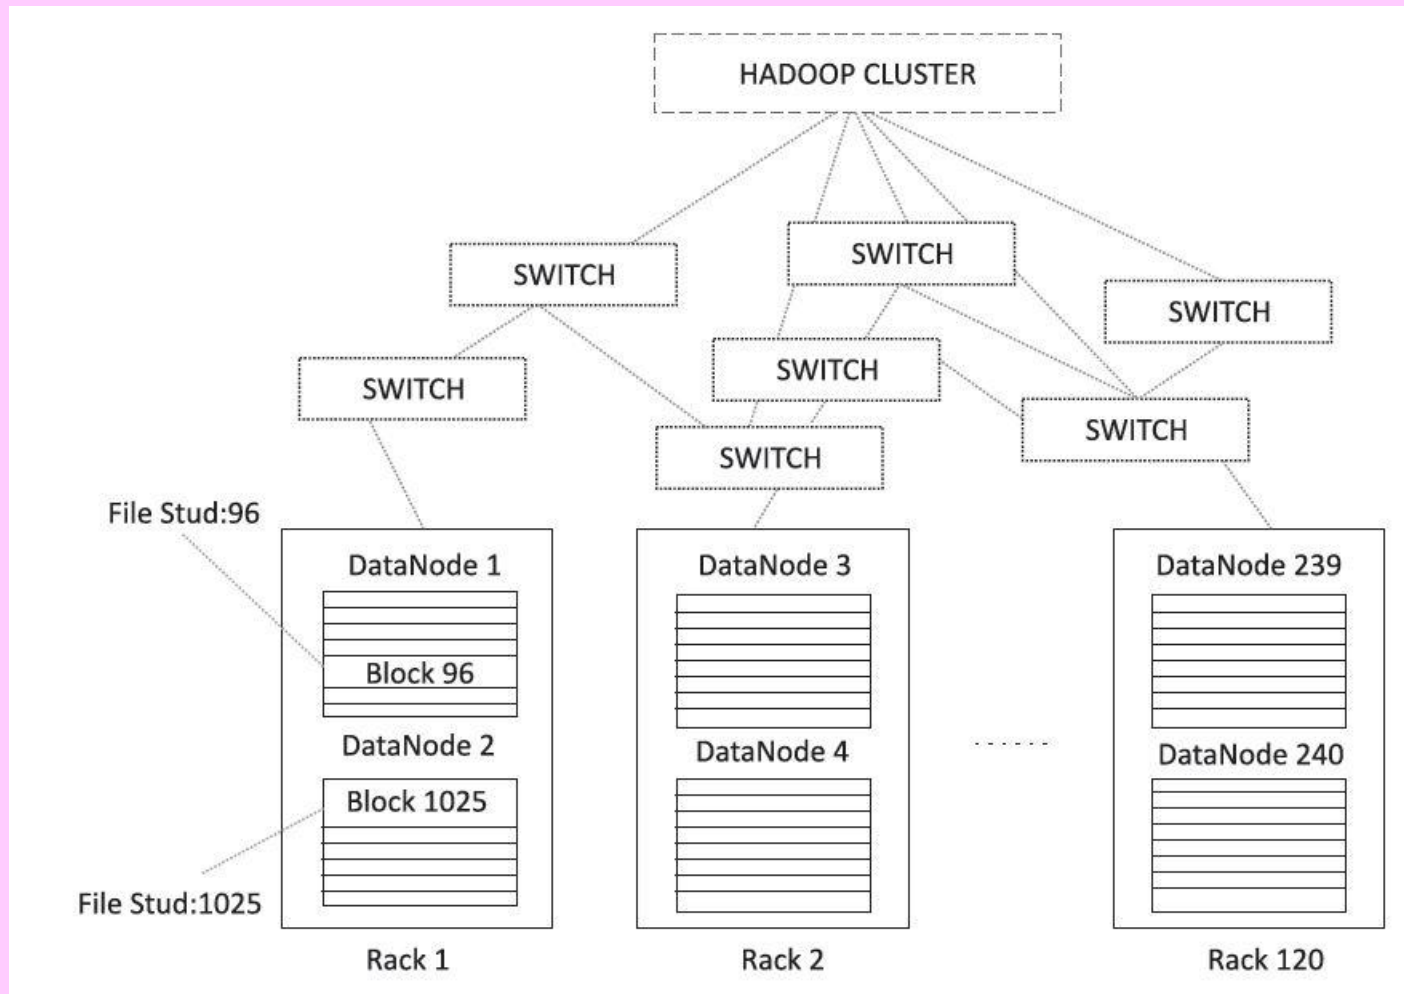 HADOOP CLUSTER
SWITCH
SWITCH
SWITCH
SWITCH
SWITCH
SWITCH
SWITCH
File Stud:96
DataNode 1
DataNode 3
DataNode 239
Block 96
DataNode 2
DataNode 4
DataNode 240
Block 1025
File Stud:1025
Rack 1
Rack 2
Rack 120